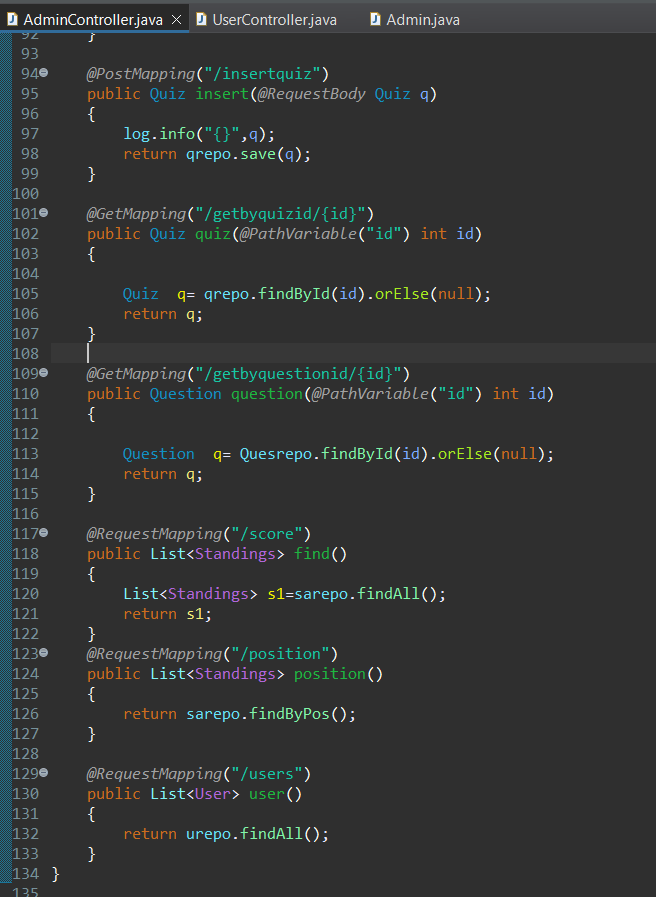 AdminController.java UserController.java Admin.java
92 }
93
94 @PostMapping("/insertquiz")
95 public Quiz insert(@RequestBody Quiz q)
96 {
97 log.info("{}",q);
98 return qrepo.save(q);
99 }
100
101 @GetMapping("/getbyquizid/{id}")
102 public Quiz quiz(@PathVariable("id") int id)
103 {
104
105 Quiz  q= qrepo.findById(id).orElse(null);
106 return q;
107 }
108
109 @GetMapping("/getbyquestionid/{id}")
110 public Question question(@PathVariable("id") int id)
111 {
112
113 Question  q= Quesrepo.findById(id).orElse(null);
114 return q;
115 }
116
117 @RequestMapping("/score")
118 public List<Standings> find()
119 {
120 List<Standings> s1=sarepo.findAll();
121 return s1;
122 }
123 @RequestMapping("/position")
124 public List<Standings> position()
125 {
126 return sarepo.findByPos();
127 }
128
129 @RequestMapping("/users")
130 public List<User> user()
131 {
132 return urepo.findAll();
133 }
134 }
135